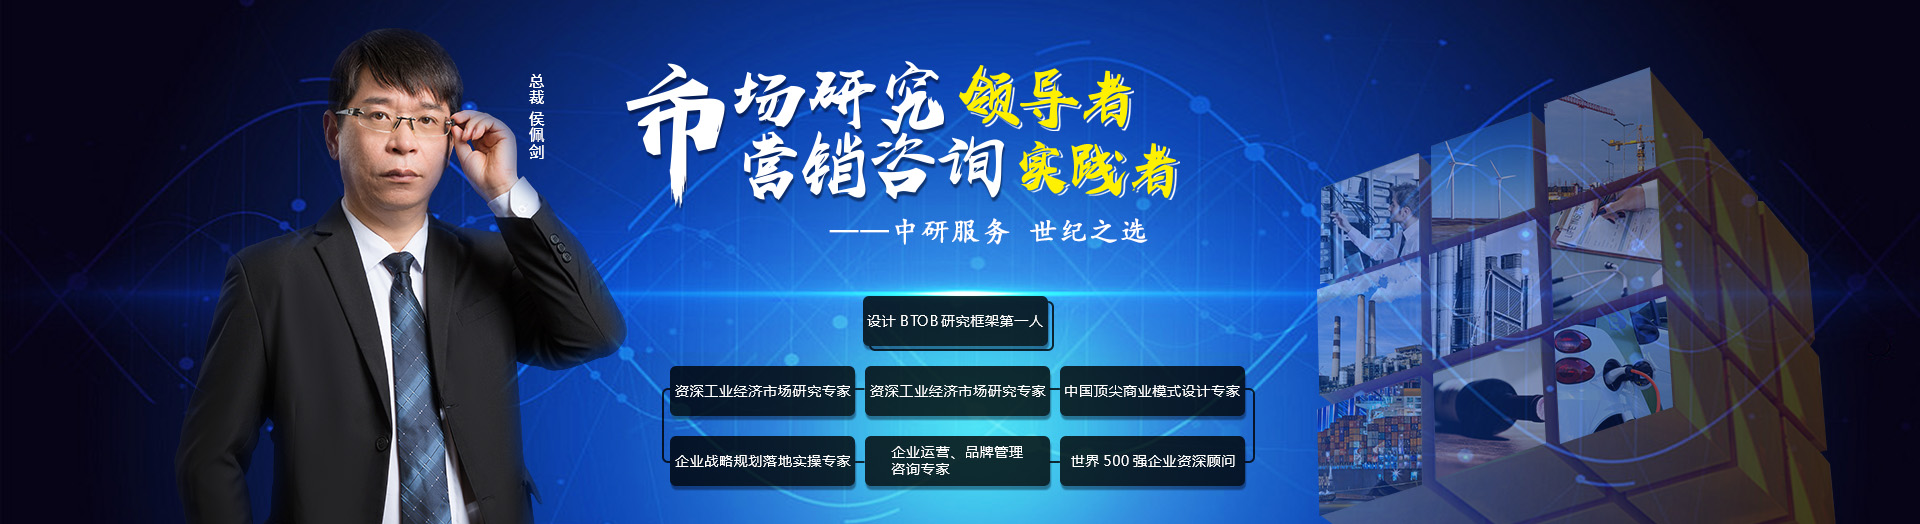 总裁 侯佩剑
市场研究 领导者
营销咨询 实践者
——中研服务 世纪之选
设计 BTOB 研究框架第一人
资深工业经济市场研究专家
资深工业经济市场研究专家
中国顶尖商业模式设计专家
企业战略规划落地实操专家
企业运营、品牌管理
咨询专家
世界 500 强企业资深顾问